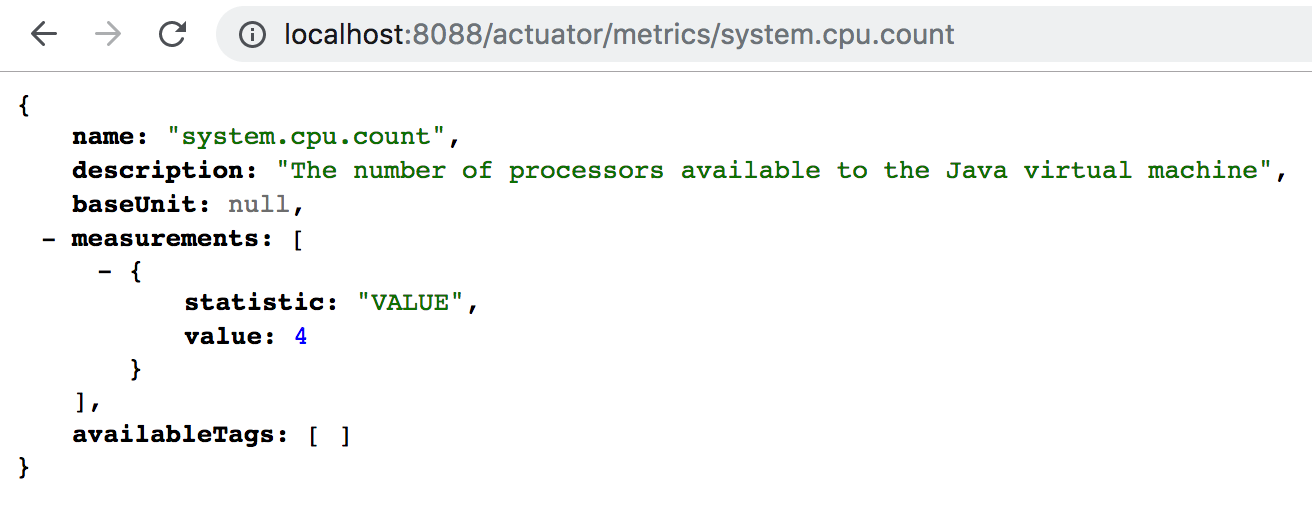 localhost:8088/actuator/metrics/system.cpu.count
{
name: "system.cpu.count",
description: "The number of processors available to the Java virtual machine",
baseUnit: null,
- measurements: [
- {
statistic: "VALUE",
value: 4
}
],
availableTags: [ ]
}